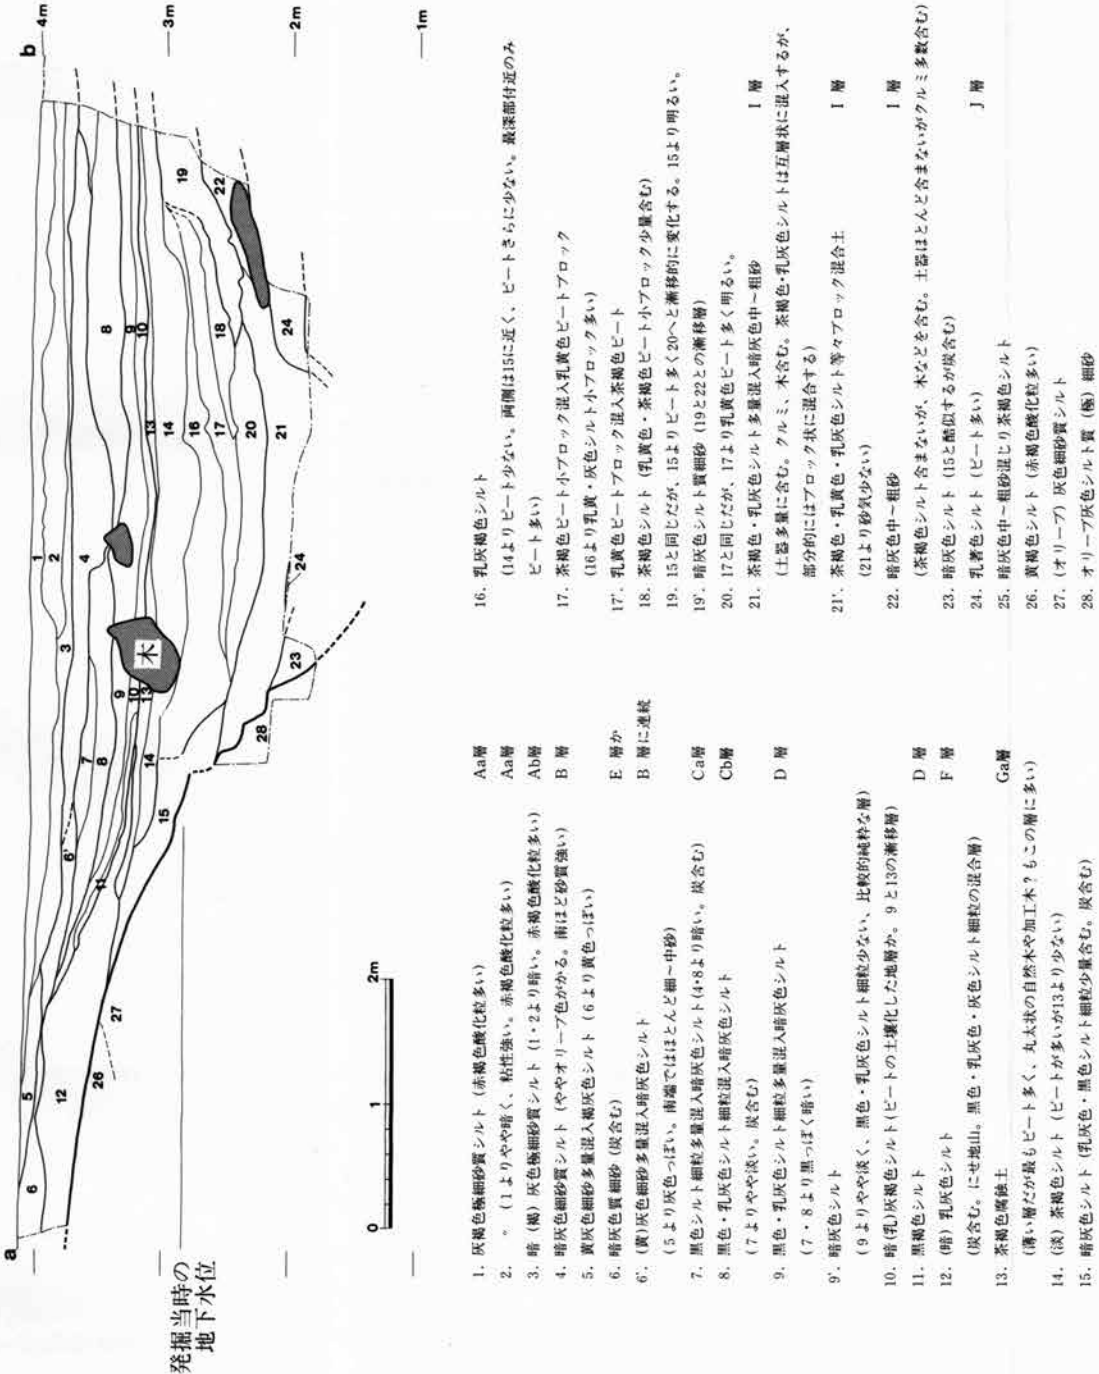 a
b
4m
3m
2m
1m
発掘当時の
地下水位
0
1
2m
木
1
2
3
4
5
6
6'
7
8
8
9
10
13
9
10
13
14
14
15
16
17
18
19
20
21
22
23
24
24
11
12
26
27
28
1. 灰褐色極細砂質シルト (赤褐色酸化粒多い) Aa層
2. 〃 (1よりやや暗く、粘性強い。赤褐色酸化粒多い) Aa層
3. 暗 (褐) 灰色極細砂質シルト (1・2より暗い。赤褐色酸化粒多い) Ab層
4. 暗灰色細砂質シルト (ややオリーブ色がかる。南ほど砂質強い) B 層
5. 黄灰色細砂多量混入褐灰色シルト (6より黄色っぽい)
6. 暗灰色質細砂 (炭含む) E 層か
6'. (黄)灰色細砂多量混入暗灰色シルト B 層に連続
(5より灰色っぽい。南端ではほとんど細～中砂)
7. 黒色シルト細粒多量混入暗灰色シルト(4・8より暗い。炭含む) Ca層
8. 黒色・乳灰色シルト細粒混入暗灰色シルト Cb層
(7よりやや淡い。炭含む)
9. 黒色・乳灰色シルト細粒多量混入暗灰色シルト D 層
(7・8より黒っぽく暗い)
9'. 暗灰色シルト
(9よりやや淡く、黒色・乳灰色シルト細粒少ない、比較的純粋な層)
10. 暗(乳)灰褐色シルト(ピートの土壌化した地層か。9と13の漸移層)
11. 黒褐色シルト D 層
12. (暗) 乳灰色シルト F 層
(炭含む。にせ地山。黒色・乳灰色・灰色シルト細粒の混合層)
13. 茶褐色腐蝕土 Ga層
(薄い層だが最もピート多く、丸太状の自然木や加工木？もこの層に多い)
14. (淡) 茶褐色シルト (ピートが多いが13より少ない)
15. 暗灰色シルト (乳灰色・黒色シルト細粒少量含む。炭含む)
16. 乳灰褐色シルト
(14よりピート少ない。両側は15に近く、ピートさらに少ない。最深部付近のみ
ピート多い)
17. 茶褐色ピート小ブロック混入乳黄色ピートブロック
(16より乳黄・灰色シルト小ブロック多い)
17'. 乳黄色ピートブロック混入茶褐色ピート
18. 茶褐色シルト (乳黄色・茶褐色ピート小ブロック少量含む)
19. 15と同じだが、15よりピート多く20へと漸移的に変化する。15より明るい。
19'. 暗灰色シルト質細砂 (19と22との漸移層)
20. 17と同じだが、17より乳黄色ピート多く明るい。
21. 茶褐色・乳灰色シルト多量混入暗灰色中～粗砂 I 層
(土器多量に含む。クルミ、木含む。茶褐色・乳灰色シルトは互層状に混入するが、
部分的にはブロック状に混合する)
21'. 茶褐色・乳黄色・乳灰色シルト等々ブロック混合土 I 層
(21より砂気少ない)
22. 暗灰色中～粗砂 I 層
(茶褐色シルト含まないが、木などを含む。土器ほとんど含まないがクルミ多数含む)
23. 暗灰色シルト (15と酷似するが炭含む)
24. 乳著色シルト (ピート多い) J 層
25. 暗灰色中～粗砂混じり茶褐色シルト
26. 黄褐色シルト (赤褐色酸化粒多い)
27. (オリーブ) 灰色細砂質シルト
28. オリーブ灰色シルト質 (極) 細砂